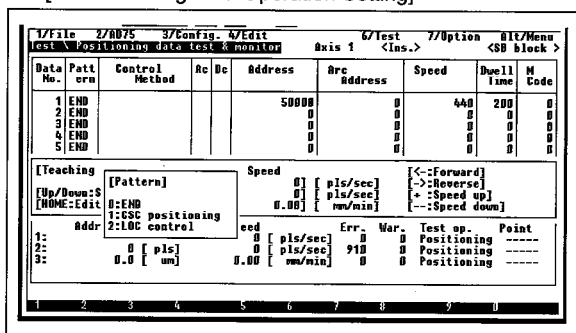 1/File 2/AD75 3/Config. 4/Edit 6/Test 7/Option Alt/Menu
Test \ Positioning data test & monitor Axis 1 <Ins.> <SB block >
Data No. Pattern Control Method Ac Dc Address Arc Address Speed Dwell Time M Code
1 END 50000 0 440 200 0
2 END 0 0 0 0 0
3 END 0 0 0 0 0
4 END 0 0 0 0 0
5 END 0 0 0 0 0
[Teaching Speed [<-:Forward]
[Pattern] 0] [ pls/sec] [->:Reverse]
[Up/Down:S 0] [ pls/sec] [+ :Speed up]
[HOME:Edit 0:END 0.00] [ mm/min] [--:Speed down]
1:CSC positioning
2:LOC control
Addr eed Err. War. Test op. Point
1: 0 [ pls/sec] 0 0 Positioning -----
2: 0 [ pls] 0 [ pls/sec] 910 0 Positioning -----
3: 0.0 [ um] 0.00 [ mm/min] 0 0 Positioning -----
1 2 3 4 5 6 7 8 9 0